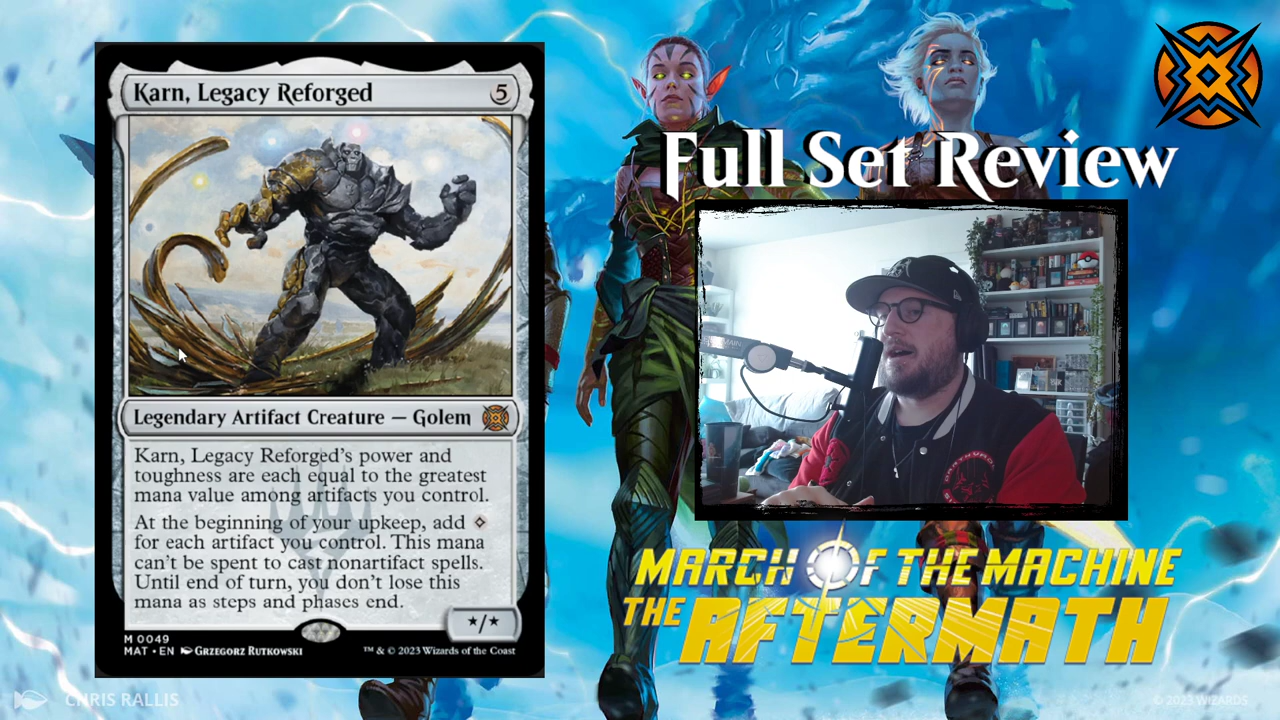 Karn, Legacy Reforged 5
Legendary Artifact Creature — Golem
Karn, Legacy Reforged's power and
toughness are each equal to the greatest
mana value among artifacts you control.
At the beginning of your upkeep, add
for each artifact you control. This mana
can't be spent to cast nonartifact spells.
Until end of turn, you don't lose this
mana as steps and phases end.
★/★
M 0049
MAT • EN GRZEGORZ RUTKOWSKI
™ & © 2023 Wizards of the Coast
Full Set Review
MARCH OF THE MACHINE
THE AFTERMATH
CHRIS RALLIS
© 2023 WIZARDS